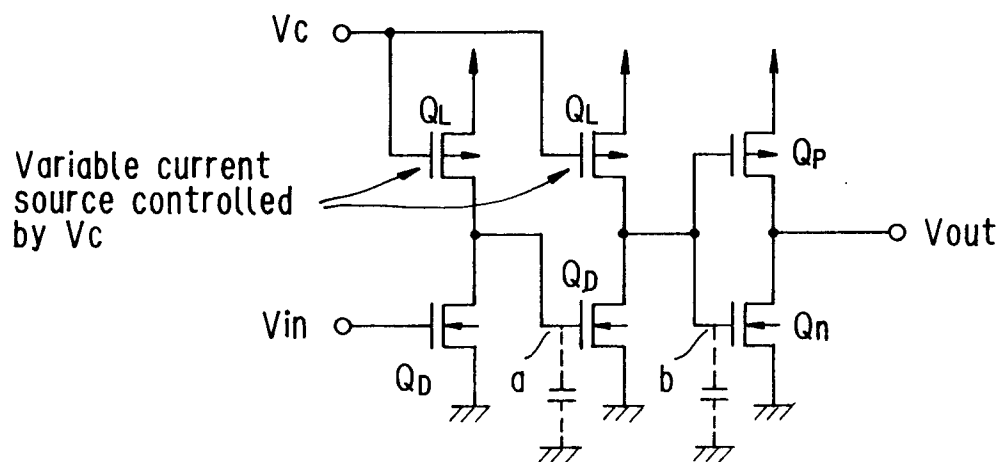 Vc
QL
QL
Variable current
source controlled
by Vc
QP
Vout
QD
Vin
Qn
QD
a
b